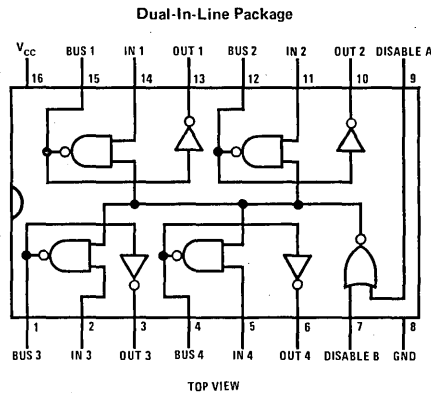 Dual-In-Line Package
VCC BUS 1 IN 1 OUT 1 BUS 2 IN 2 OUT 2 DISABLE A
16 15 14 13 12 11 10 9
1 2 3 4 5 6 7 8
BUS 3 IN 3 OUT 3 BUS 4 IN 4 OUT 4 DISABLE B GND
TOP VIEW